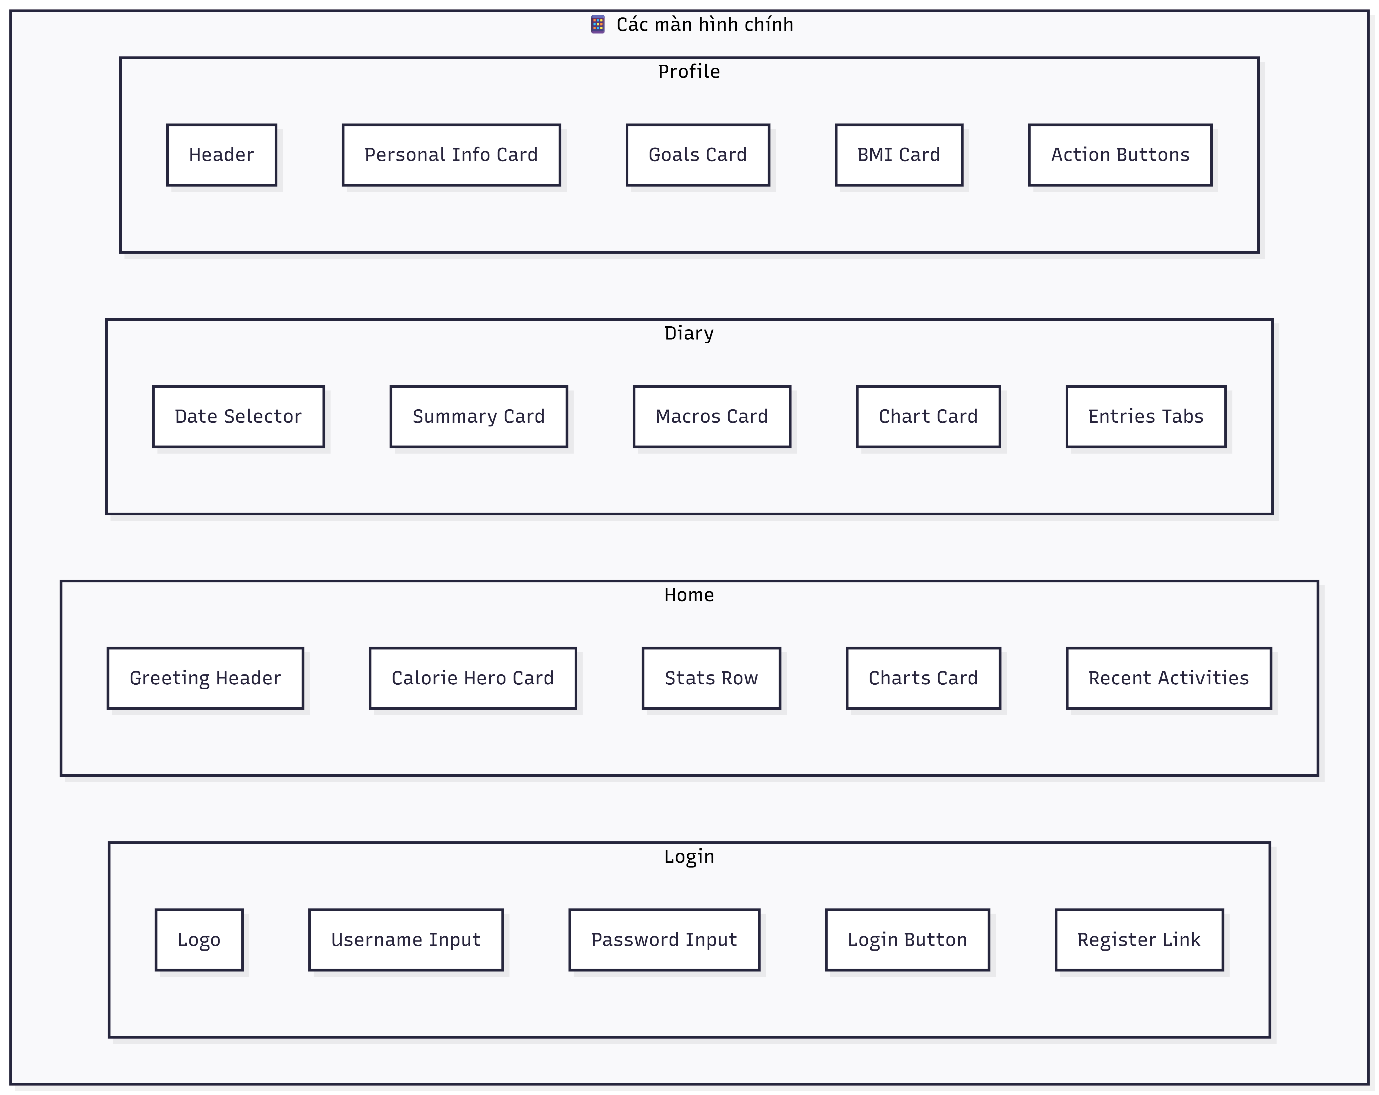 📱 Các màn hình chính
Profile
Header
Personal Info Card
Goals Card
BMI Card
Action Buttons
Diary
Date Selector
Summary Card
Macros Card
Chart Card
Entries Tabs
Home
Greeting Header
Calorie Hero Card
Stats Row
Charts Card
Recent Activities
Login
Logo
Username Input
Password Input
Login Button
Register Link